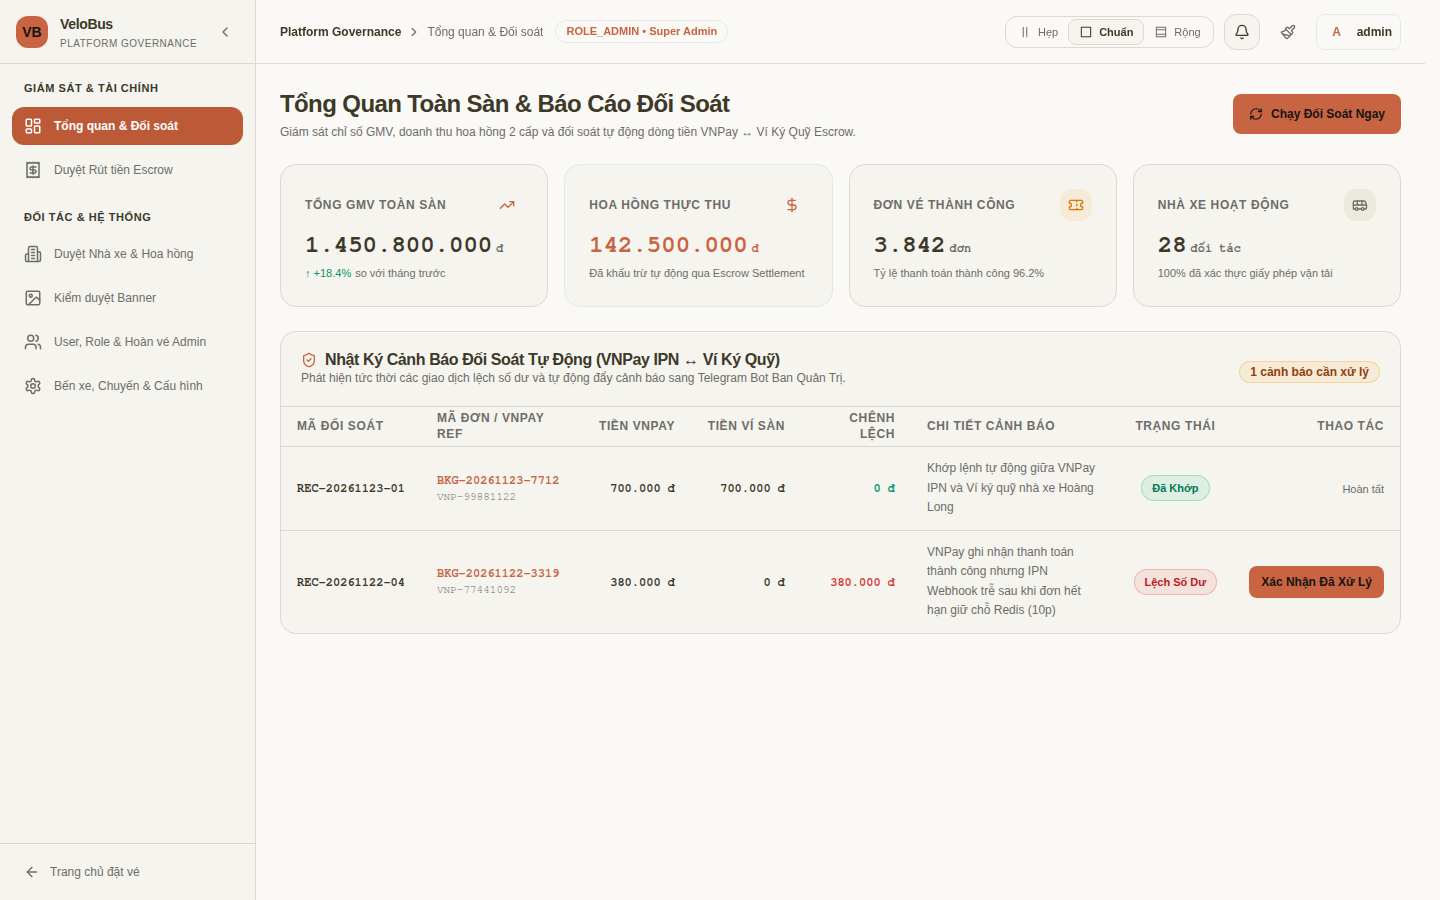 VB
VeloBus
PLATFORM GOVERNANCE
GIÁM SÁT & TÀI CHÍNH
Tổng quan & Đối soát
Duyệt Rút tiền Escrow
ĐỐI TÁC & HỆ THỐNG
Duyệt Nhà xe & Hoa hồng
Kiểm duyệt Banner
User, Role & Hoàn vé Admin
Bến xe, Chuyến & Cấu hình
Trang chủ đặt vé
Platform Governance > Tổng quan & Đối soát
ROLE_ADMIN • Super Admin
Hẹp
Chuẩn
Rộng
A
admin
Tổng Quan Toàn Sàn & Báo Cáo Đối Soát
Giám sát chỉ số GMV, doanh thu hoa hồng 2 cấp và đối soát tự động dòng tiền VNPay ↔ Ví Ký Quỹ Escrow.
Chạy Đối Soát Ngay
TỔNG GMV TOÀN SÀN
1.450.800.000 đ
↑ +18.4% so với tháng trước
HOA HỒNG THỰC THU
142.500.000 đ
Đã khấu trừ tự động qua Escrow Settlement
ĐƠN VÉ THÀNH CÔNG
3.842 đơn
Tỷ lệ thanh toán thành công 96.2%
NHÀ XE HOẠT ĐỘNG
28 đối tác
100% đã xác thực giấy phép vận tải
Nhật Ký Cảnh Báo Đối Soát Tự Động (VNPay IPN ↔ Ví Ký Quỹ)
Phát hiện tức thời các giao dịch lệch số dư và tự động đẩy cảnh báo sang Telegram Bot Ban Quản Trị.
1 cảnh báo cần xử lý
MÃ ĐỐI SOÁT
MÃ ĐƠN / VNPAY
REF
TIỀN VNPAY
TIỀN VÍ SÀN
CHÊNH
LỆCH
CHI TIẾT CẢNH BÁO
TRẠNG THÁI
THAO TÁC
REC-20261123-01
BKG-20261123-7712
VNP-99881122
700.000 đ
700.000 đ
0 đ
Khớp lệnh tự động giữa VNPay
IPN và Ví ký quỹ nhà xe Hoàng
Long
Đã Khớp
Hoàn tất
REC-20261122-04
BKG-20261122-3319
VNP-77441092
380.000 đ
0 đ
380.000 đ
VNPay ghi nhận thanh toán
thành công nhưng IPN
Webhook trễ sau khi đơn hết
hạn giữ chỗ Redis (10p)
Lệch Số Dư
Xác Nhận Đã Xử Lý